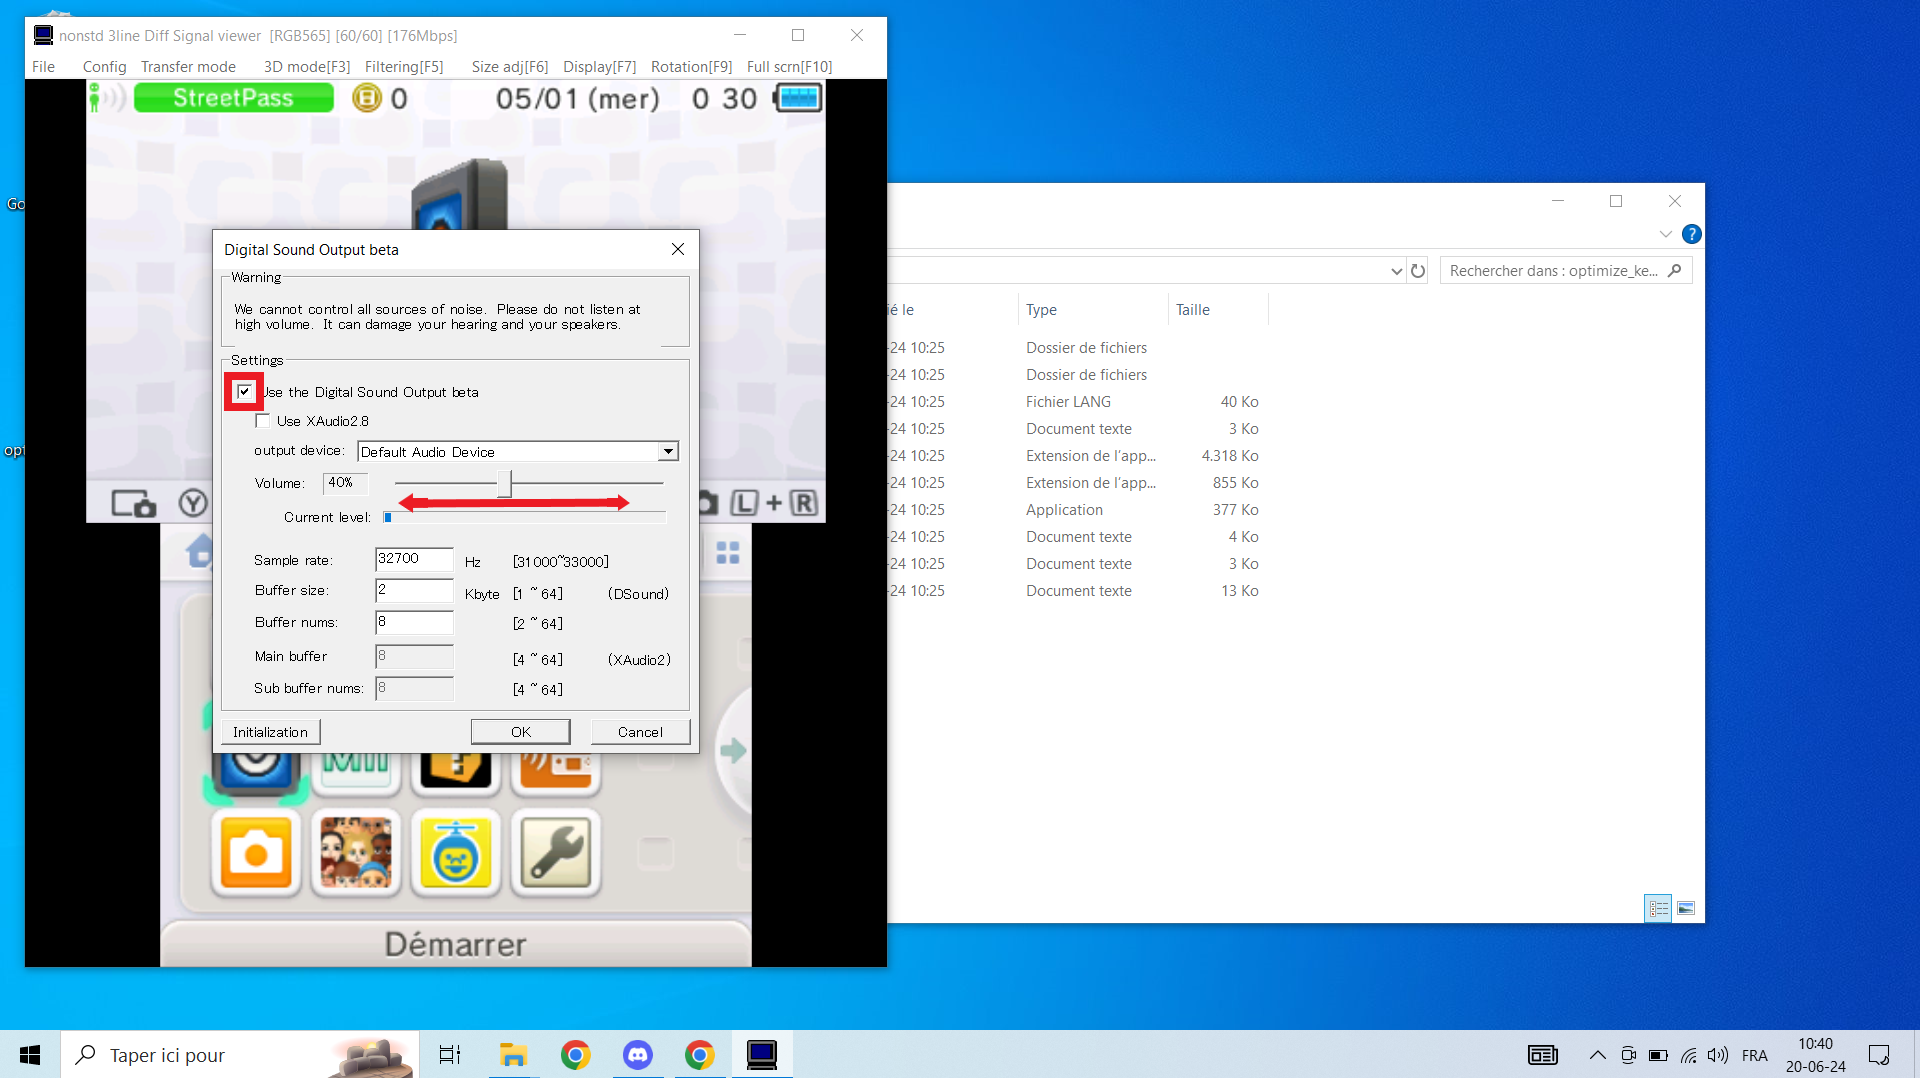 nonstd 3line Diff Signal viewer [RGB565] [60/60] [176Mbps]
File Config Transfer mode 3D mode[F3] Filtering[F5] Size adj[F6] Display[F7] Rotation[F9] Full scrn[F10]
StreetPass 0 05/01 (mer) 0 30
Y L + R
Digital Sound Output beta
Warning
We cannot control all sources of noise. Please do not listen at
high volume. It can damage your hearing and your speakers.
Settings
Use the Digital Sound Output beta
Use XAudio2.8
output device: Default Audio Device
Volume: 40%
Current level:
Sample rate: 32700 Hz [31000~33000]
Buffer size: 2 Kbyte [1 ~ 64] (DSound)
Buffer nums: 8 [2 ~ 64]
Main buffer 8 [4 ~ 64] (XAudio2)
Sub buffer nums: 8 [4 ~ 64]
Initialization OK Cancel
Mii
Démarrer
Go
opt
?
Rechercher dans : optimize_ke...
ié le Type Taille
-24 10:25 Dossier de fichiers
-24 10:25 Dossier de fichiers
-24 10:25 Fichier LANG 40 Ko
-24 10:25 Document texte 3 Ko
-24 10:25 Extension de l'app... 4.318 Ko
-24 10:25 Extension de l'app... 855 Ko
-24 10:25 Application 377 Ko
-24 10:25 Document texte 4 Ko
-24 10:25 Document texte 3 Ko
-24 10:25 Document texte 13 Ko
Taper ici pour
FRA
10:40
20-06-24